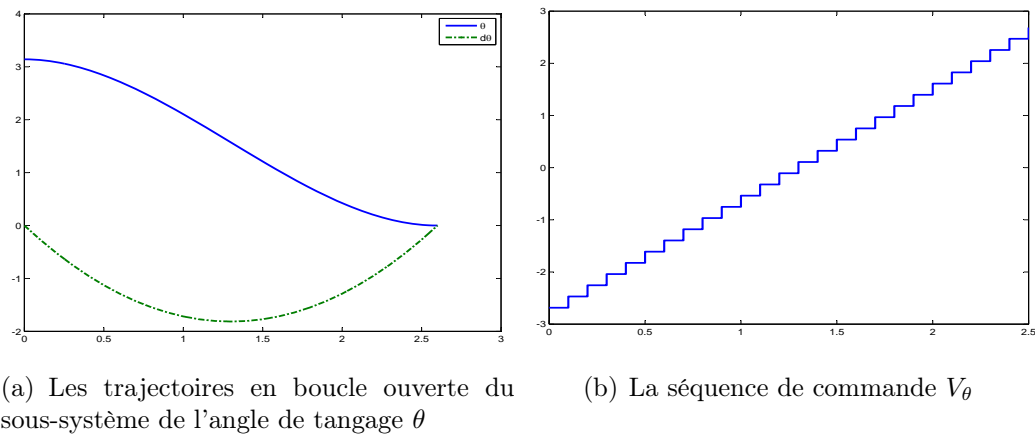 4
3
2
1
0
-1
-2
0 0.5 1 1.5 2 2.5 3
θ
dθ
3
2
1
0
-1
-2
-3
0 0.5 1 1.5 2 2.5
(a) Les trajectoires en boucle ouverte du
sous-système de l'angle de tangage θ
(b) La séquence de commande Vθ